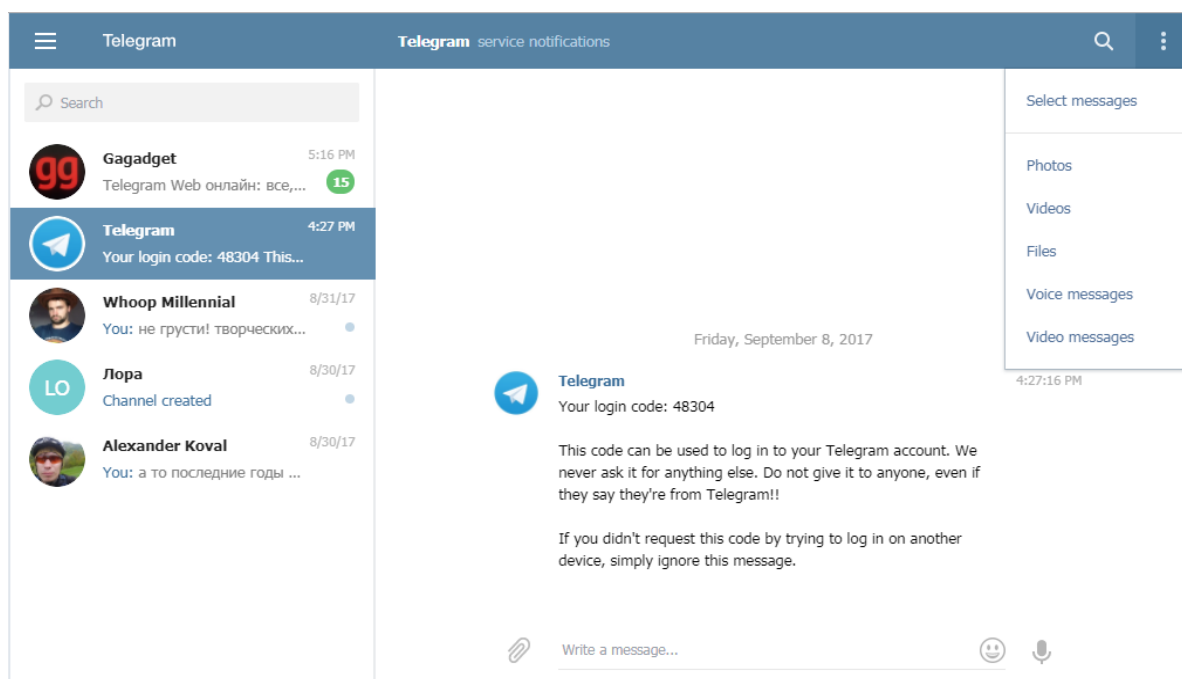 Telegram
Telegram service notifications
Search
gg
Gagadget 5:16 PM
Telegram Web онлайн: все,... 15
Telegram 4:27 PM
Your login code: 48304 This...
Whoop Millennial 8/31/17
You: не грусти! творческих...
LO
Лора 8/30/17
Channel created
Alexander Koval 8/30/17
You: а то последние годы ...
Select messages
Photos
Videos
Files
Voice messages
Video messages
Friday, September 8, 2017
Telegram 4:27:16 PM
Your login code: 48304
This code can be used to log in to your Telegram account. We
never ask it for anything else. Do not give it to anyone, even if
they say they're from Telegram!!
If you didn't request this code by trying to log in on another
device, simply ignore this message.
Write a message...